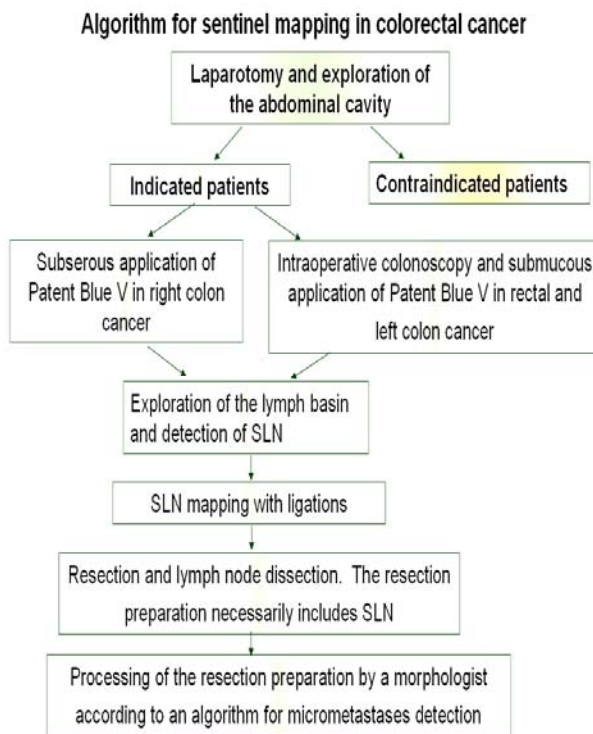 Algorithm for sentinel mapping in colorectal cancer
Laparotomy and exploration of
the abdominal cavity
Indicated patients
Contraindicated patients
Subserous application of
Patent Blue V in right colon
cancer
Intraoperative colonoscopy and submucous
application of Patent Blue V in rectal and
left colon cancer
Exploration of the lymph basin
and detection of SLN
SLN mapping with ligations
Resection and lymph node dissection. The resection
preparation necessarily includes SLN
Processing of the resection preparation by a morphologist
according to an algorithm for micrometastases detection